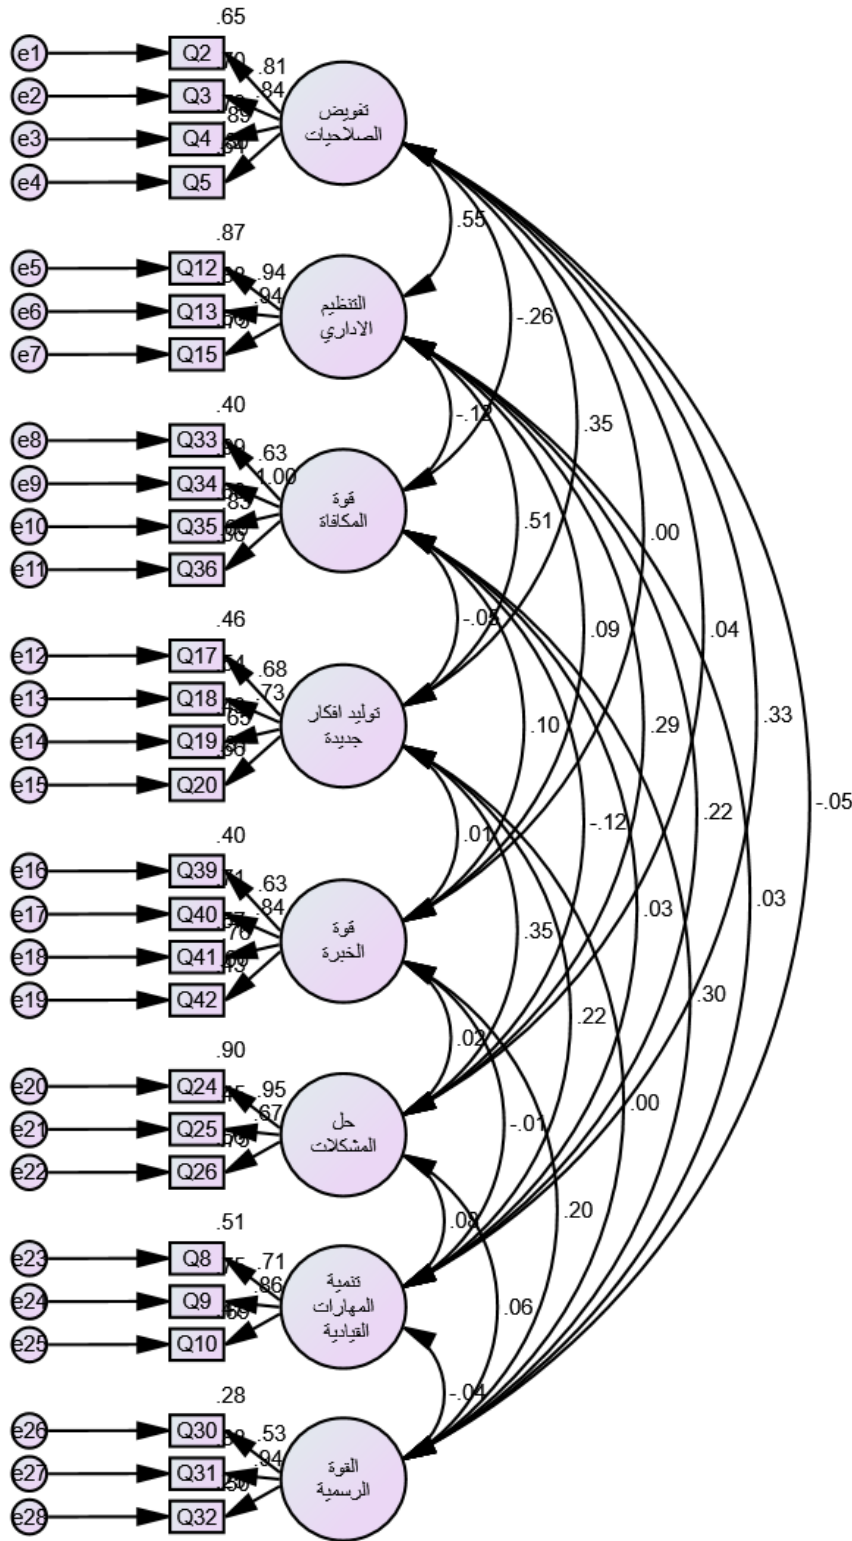 .65
e1 Q2 .81
e2 Q3 .84
e3 Q4 .89
e4 Q5
تفويض
الصلاحيات
.55
.87
e5 Q12 .94
e6 Q13 .94
e7 Q15
التنظيم
الاداري
-.26
-.12
.35
.40
e8 Q33 .63
e9 Q34 1.00
e10 Q35 .85
e11 Q36
قوة
المكافاة
.51
.00
.09
.04
.46
e12 Q17 .68
e13 Q18 .73
e14 Q19 .65
e15 Q20
توليد افكار
جديدة
.10
.29
.33
-.05
.01
-.12
.22
.40
e16 Q39 .63
e17 Q40 .84
e18 Q41 .76
e19 Q42
قوة
الخبرة
.35
.03
.03
.30
.22
.02
.90
e20 Q24 .95
e21 Q25 .67
e22 Q26
حل
المشكلات
-.01
.00
.20
.08
.51
e23 Q8 .71
e24 Q9 .86
e25 Q10
تنمية
المهارات
القيادية
.06
-.04
.28
e26 Q30 .53
e27 Q31 .94
e28 Q32
القوة
الرسمية